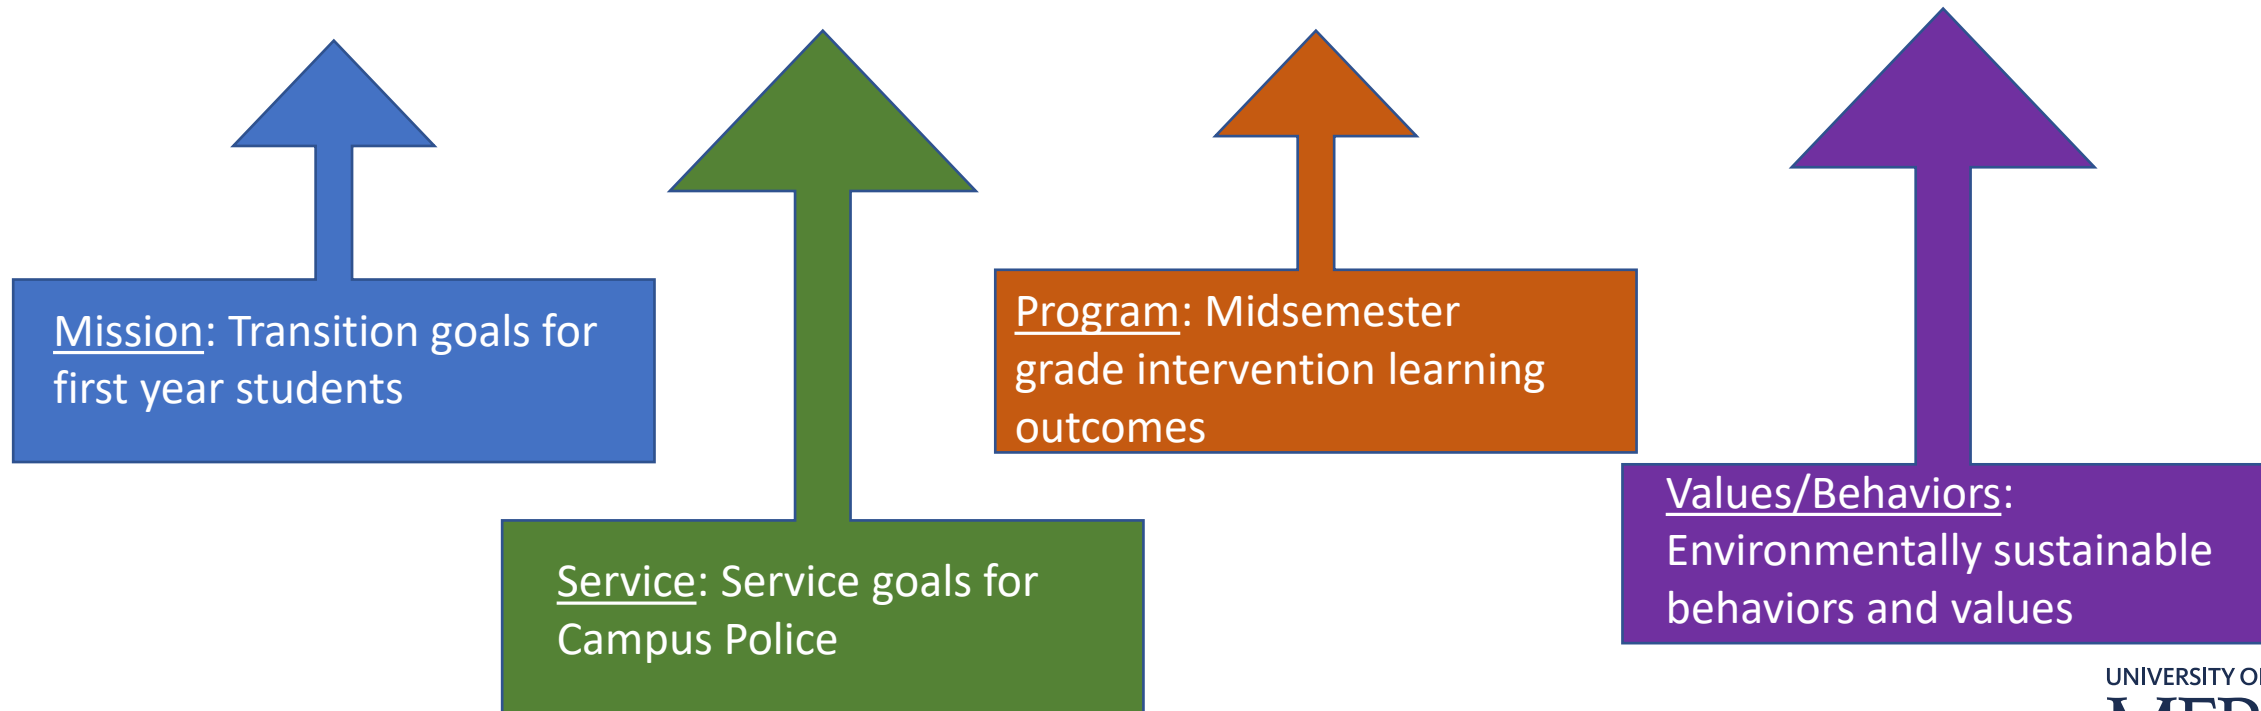 Mission: Transition goals for
first year students
Service: Service goals for
Campus Police
Program: Midsemester
grade intervention learning
outcomes
Values/Behaviors:
Environmentally sustainable
behaviors and values
UNIVERSITY OF